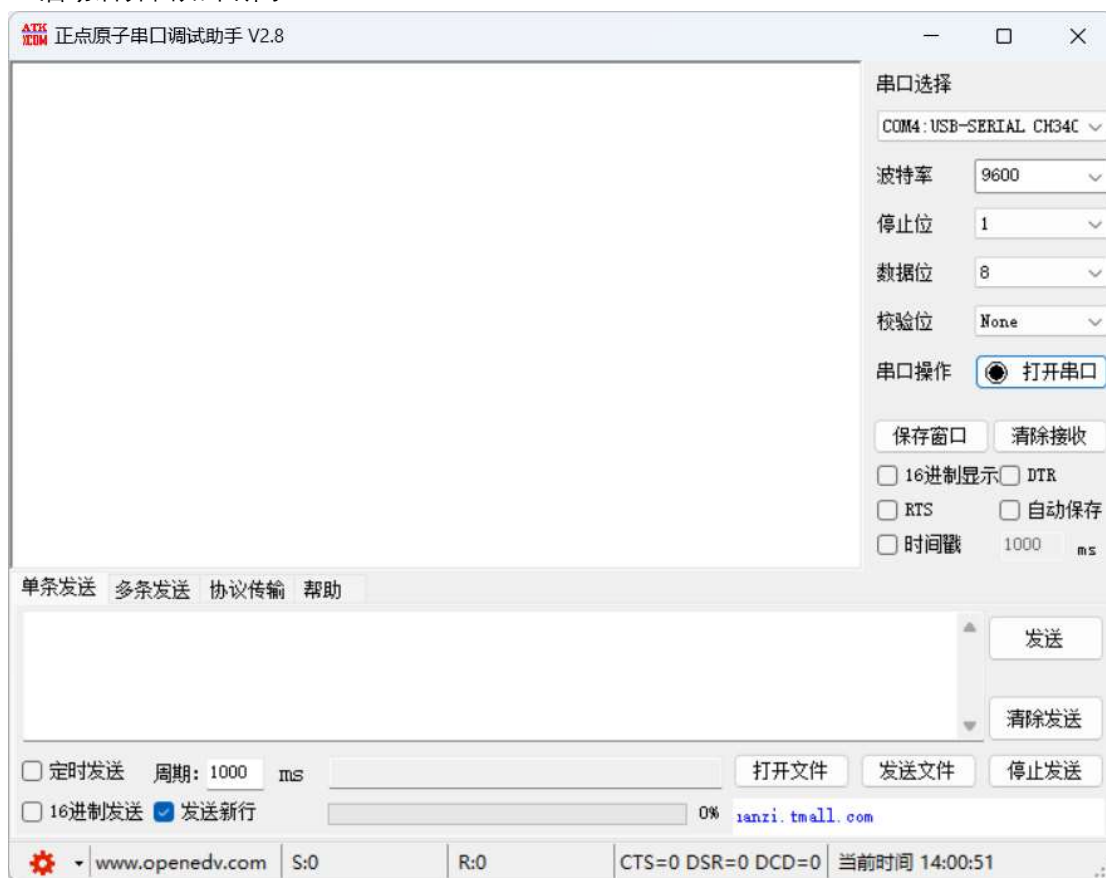 ATK
XCOM 正点原子串口调试助手 V2.8
串口选择
COM4:USB-SERIAL CH34C
波特率 9600
停止位 1
数据位 8
校验位 None
串口操作 打开串口
保存窗口 清除接收
16进制显示 DTR
RTS 自动保存
时间戳 1000 ms
单条发送 多条发送 协议传输 帮助
发送
清除发送
定时发送 周期: 1000 ms 打开文件 发送文件 停止发送
16进制发送 发送新行 0% anzi.tmall.com
www.openedv.com S:0 R:0 CTS=0 DSR=0 DCD=0 当前时间 14:00:51